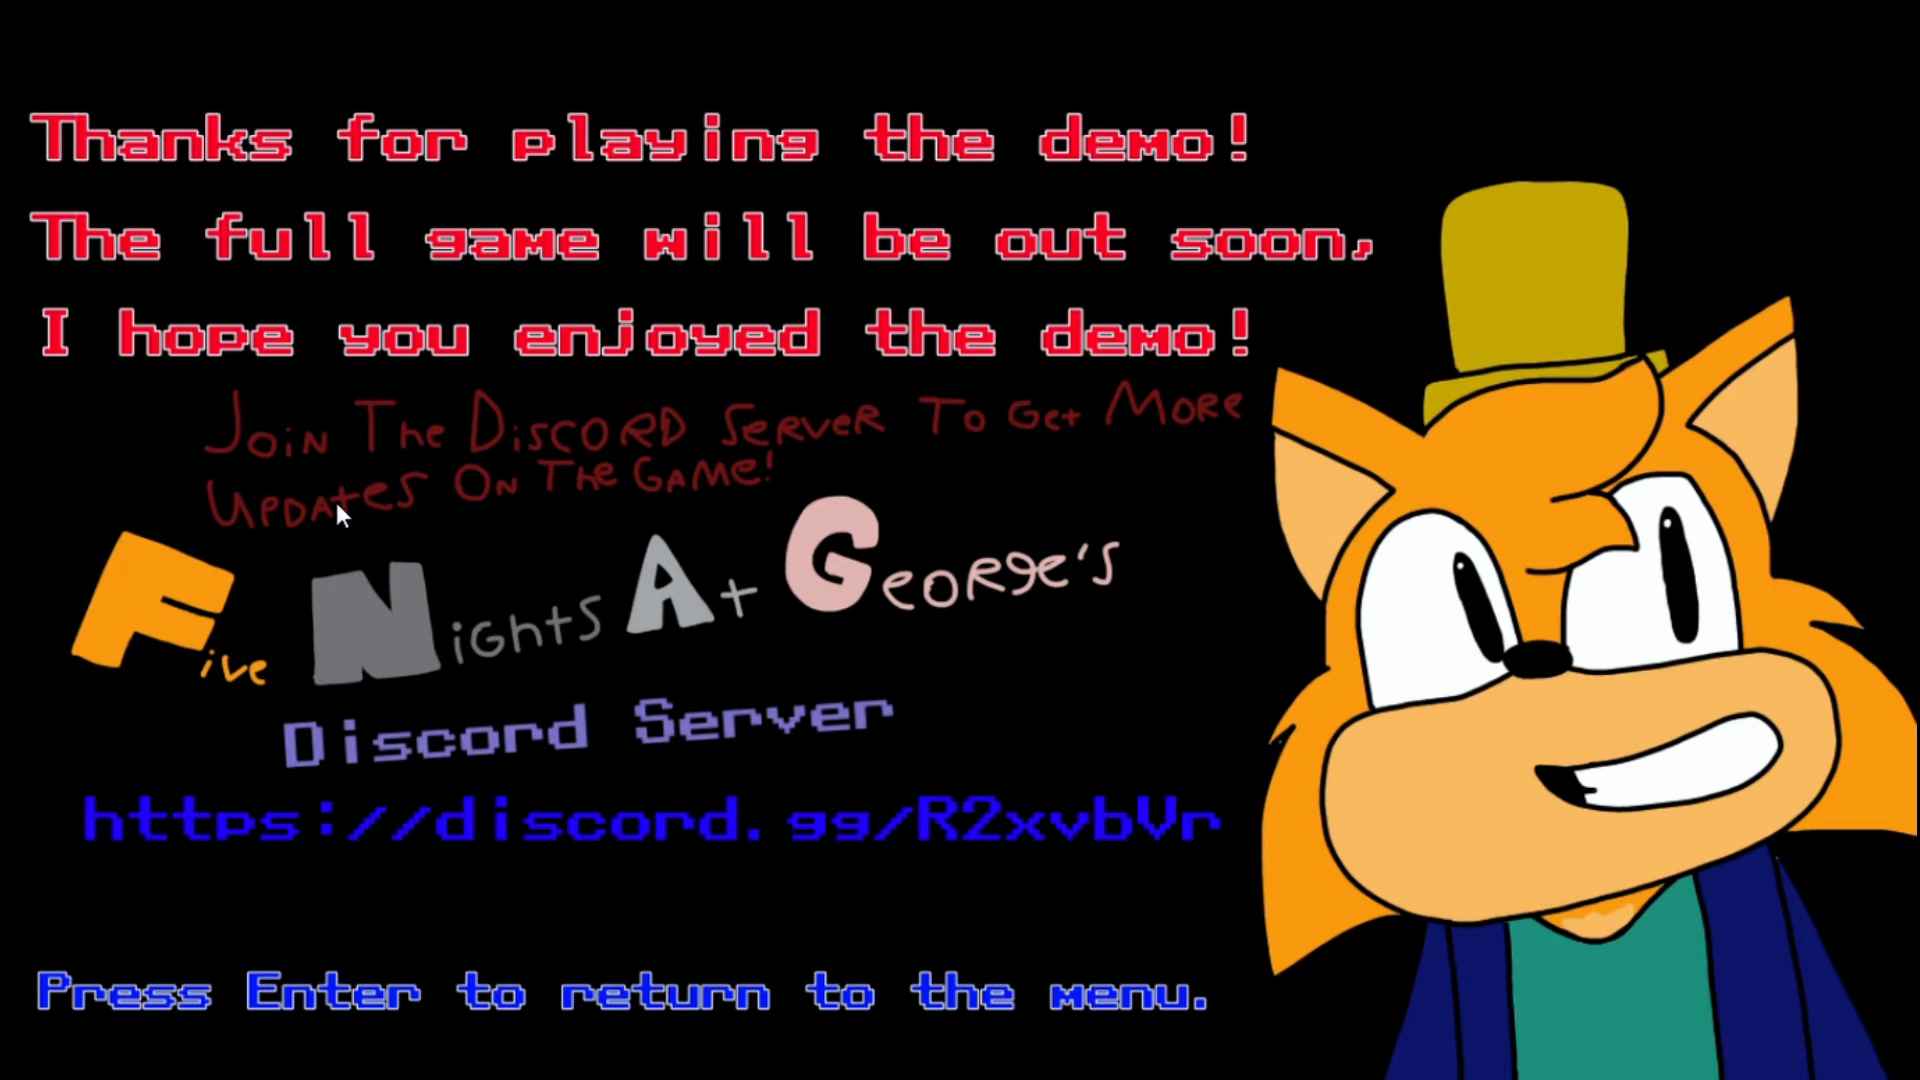 Thanks for playing the demo!
The full game will be out soon,
I hope you enjoyed the demo!
Join The Discord Server To Get More
Updates On The Game!
Five Nights At George's
Discord Server
https://discord.gg/R2xvbVr
Press Enter to return to the menu.